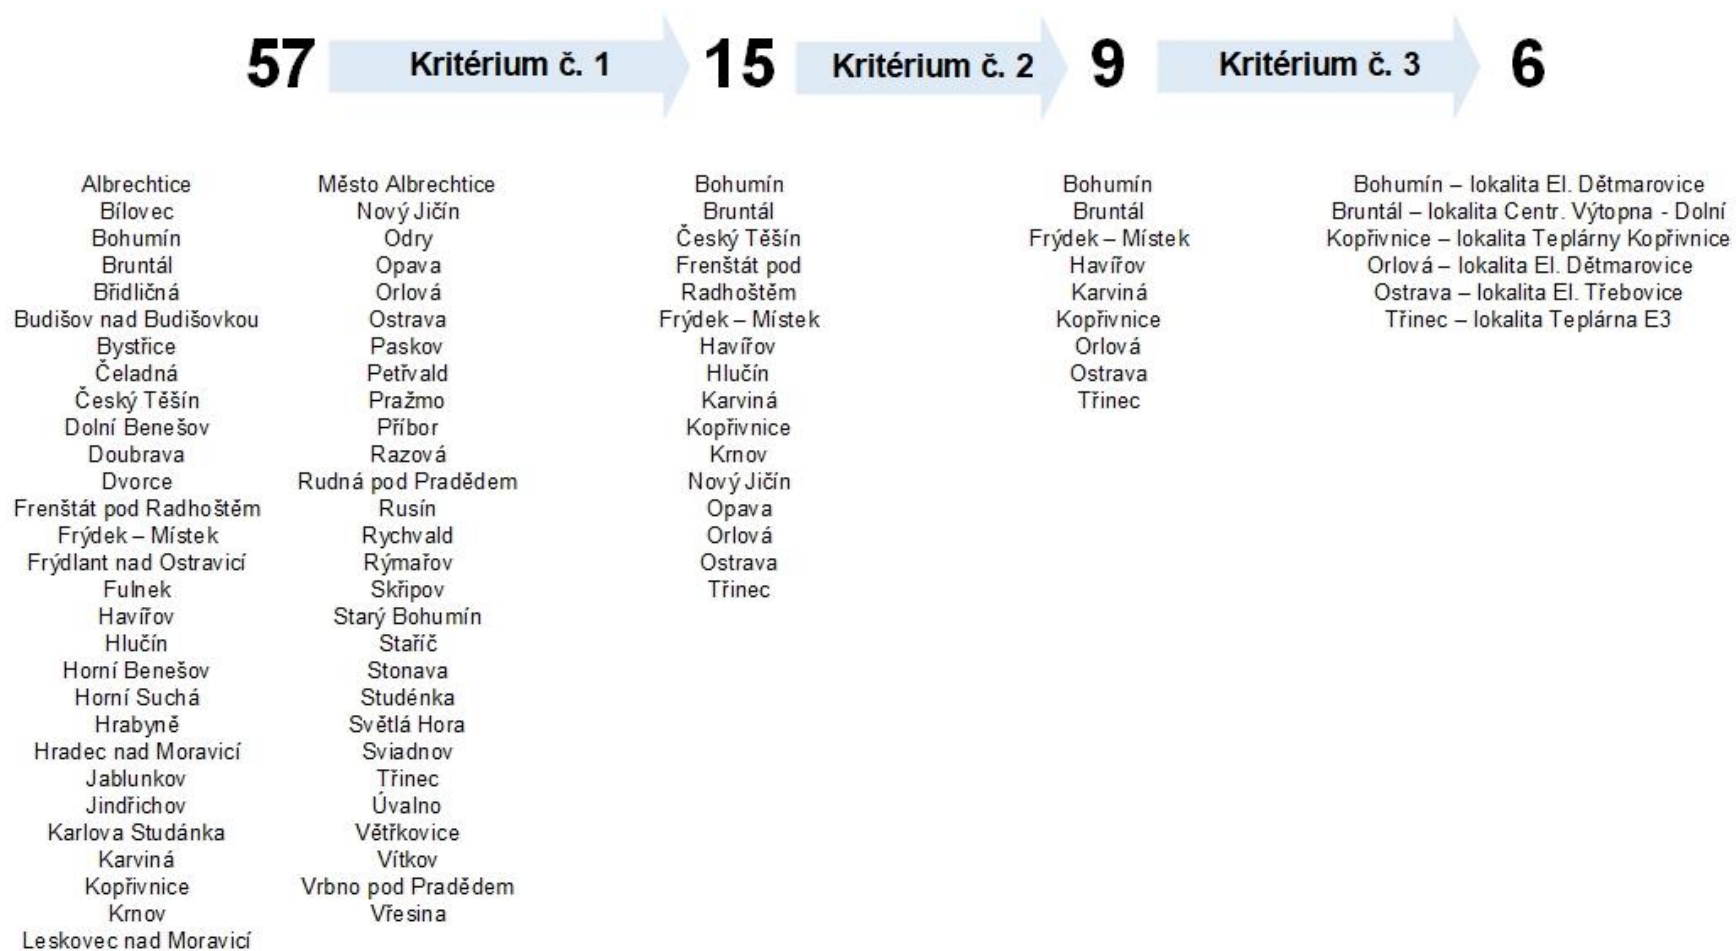 57 Kritérium č. 1 15 Kritérium č. 2 9 Kritérium č. 3 6
Albrechtice
Bílovec
Bohumín
Bruntál
Břidličná
Budišov nad Budišovkou
Bystřice
Čeladná
Český Těšín
Dolní Benešov
Doubrava
Dvorce
Frenštát pod Radhoštěm
Frýdek – Místek
Frýdlant nad Ostravicí
Fulnek
Havířov
Hlučín
Horní Benešov
Horní Suchá
Hrabyně
Hradec nad Moravicí
Jablunkov
Jindřichov
Karlova Studánka
Karviná
Kopřivnice
Krnov
Leskovec nad Moravicí
Město Albrechtice
Nový Jičín
Odry
Opava
Orlová
Ostrava
Paskov
Petřvald
Pražmo
Příbor
Razová
Rudná pod Pradědem
Rusín
Rychvald
Rýmařov
Skřipov
Starý Bohumín
Staříč
Stonava
Studénka
Světlá Hora
Sviadnov
Třinec
Úvalno
Větřkovice
Vítkov
Vrbno pod Pradědem
Vřesina
Bohumín
Bruntál
Český Těšín
Frenštát pod
Radhoštěm
Frýdek – Místek
Havířov
Hlučín
Karviná
Kopřivnice
Krnov
Nový Jičín
Opava
Orlová
Ostrava
Třinec
Bohumín
Bruntál
Frýdek – Místek
Havířov
Karviná
Kopřivnice
Orlová
Ostrava
Třinec
Bohumín – lokalita El. Dětmarovice
Bruntál – lokalita Centr. Výtopna - Dolní
Kopřivnice – lokalita Teplárny Kopřivnice
Orlová – lokalita El. Dětmarovice
Ostrava – lokalita El. Třebovice
Třinec – lokalita Teplárna E3